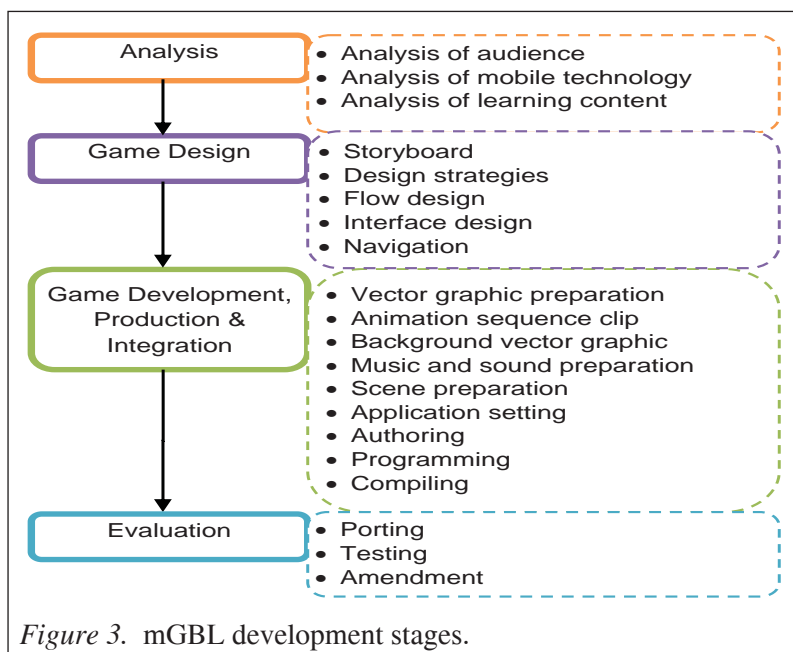 Analysis
• Analysis of audience
• Analysis of mobile technology
• Analysis of learning content
Game Design
• Storyboard
• Design strategies
• Flow design
• Interface design
• Navigation
Game Development,
Production &
Integration
• Vector graphic preparation
• Animation sequence clip
• Background vector graphic
• Music and sound preparation
• Scene preparation
• Application setting
• Authoring
• Programming
• Compiling
Evaluation
• Porting
• Testing
• Amendment
Figure 3. mGBL development stages.